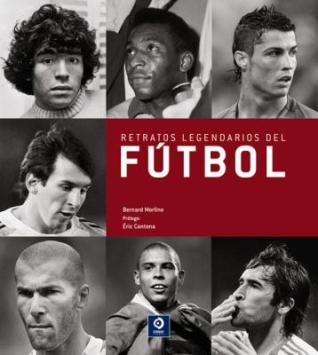 RETRATOS LEGENDARIOS DEL
FÚTBOL
Bernard Morlino
Prólogo:
Éric Cantona